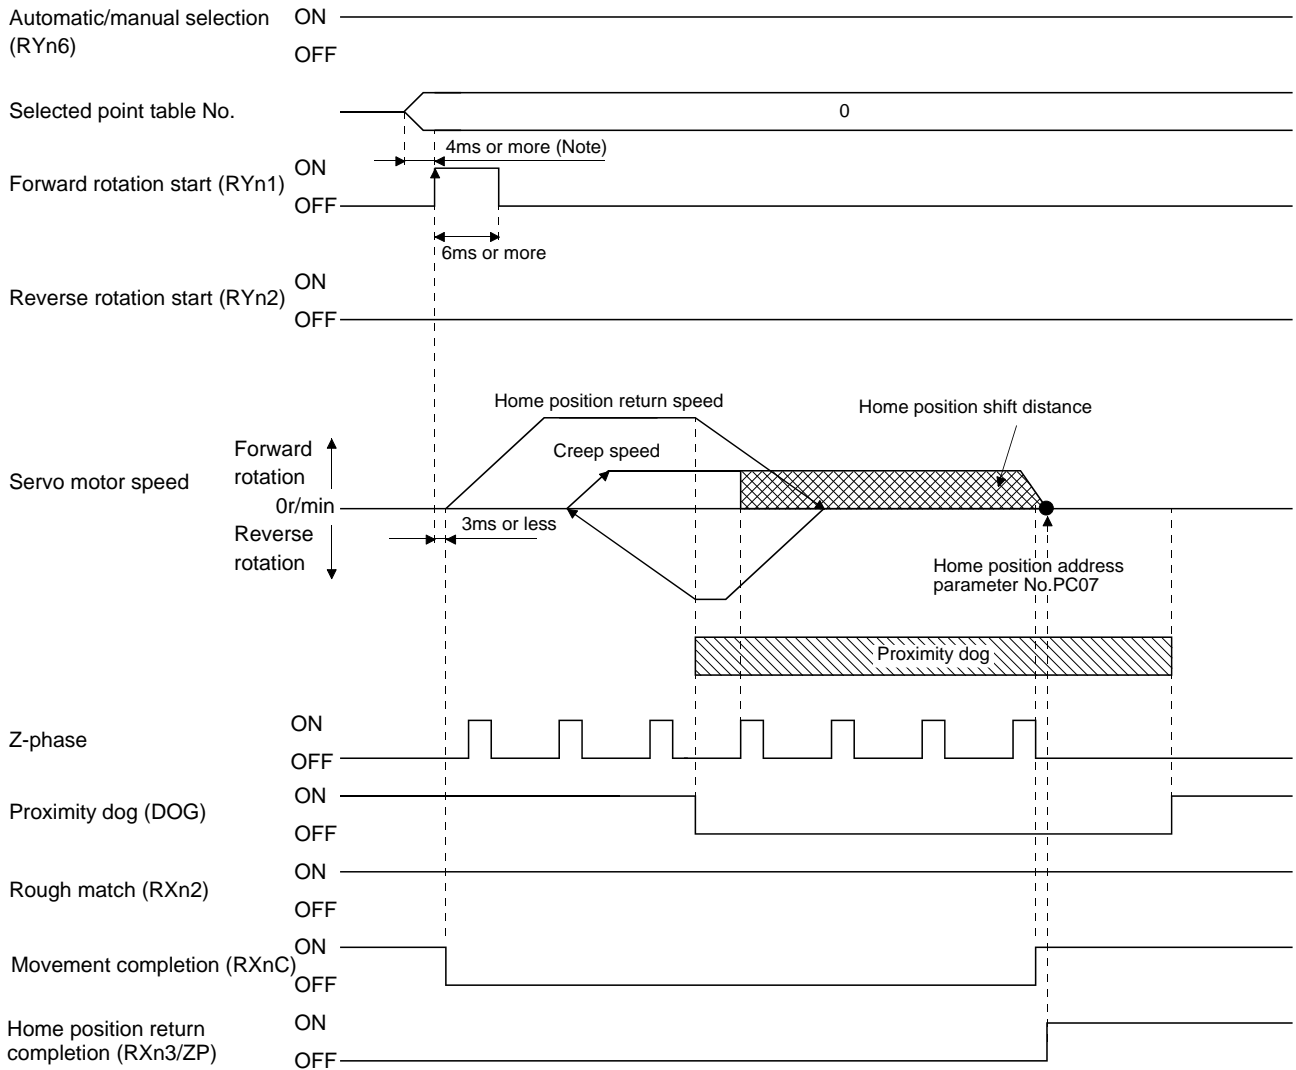 Automatic/manual selection
(RYn6)
ON
OFF
Selected point table No.
0
4ms or more (Note)
Forward rotation start (RYn1)
ON
OFF
6ms or more
Reverse rotation start (RYn2)
ON
OFF
Home position return speed
Home position shift distance
Creep speed
Servo motor speed
Forward
rotation
0r/min
Reverse
rotation
3ms or less
Home position address
parameter No.PC07
Proximity dog
Z-phase
ON
OFF
Proximity dog (DOG)
ON
OFF
Rough match (RXn2)
ON
OFF
Movement completion (RXnC)
ON
OFF
Home position return
completion (RXn3/ZP)
ON
OFF